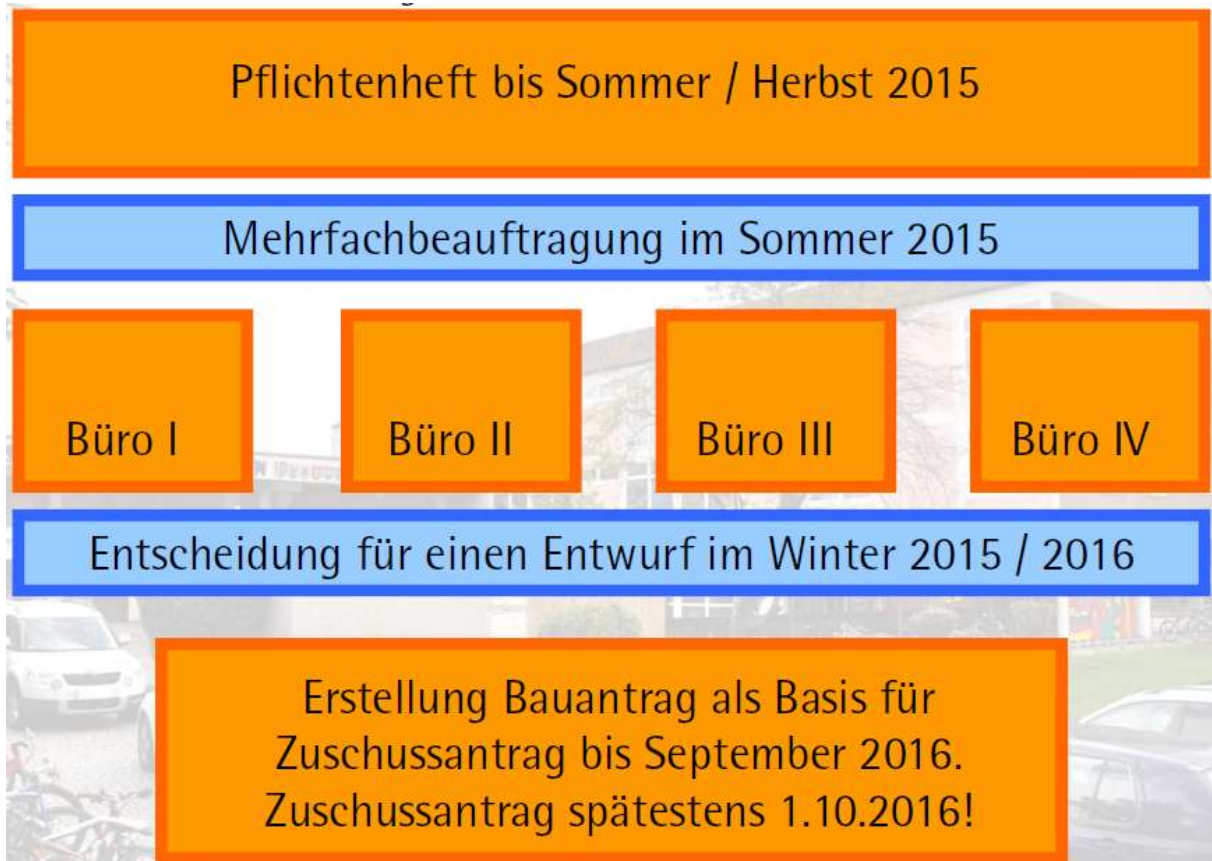 Pflichtenheft bis Sommer / Herbst 2015
Mehrfachbeauftragung im Sommer 2015
Büro I
Büro II
Büro III
Büro IV
Entscheidung für einen Entwurf im Winter 2015 / 2016
Erstellung Bauantrag als Basis für
Zuschussantrag bis September 2016.
Zuschussantrag spätestens 1.10.2016!